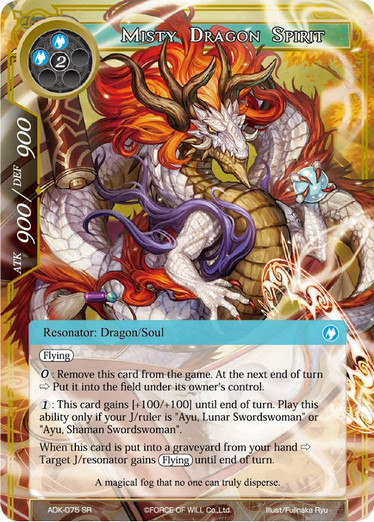 Misty Dragon Spirit
2
ATK 900 / DEF 900
Resonator: Dragon/Soul
Flying
0 : Remove this card from the game. At the next end of turn
⇨ Put it into the field under its owner's control.
1 : This card gains [+100/+100] until end of turn. Play this
ability only if your J/ruler is "Ayu, Lunar Swordswoman" or
"Ayu, Shaman Swordswoman".
When this card is put into a graveyard from your hand ⇨
Target J/resonator gains Flying until end of turn.
A magical fog that no one can truly disperse.
ADK-075 SR ©FORCE OF WILL Co.,Ltd. Illust/Fujinaka Ryu